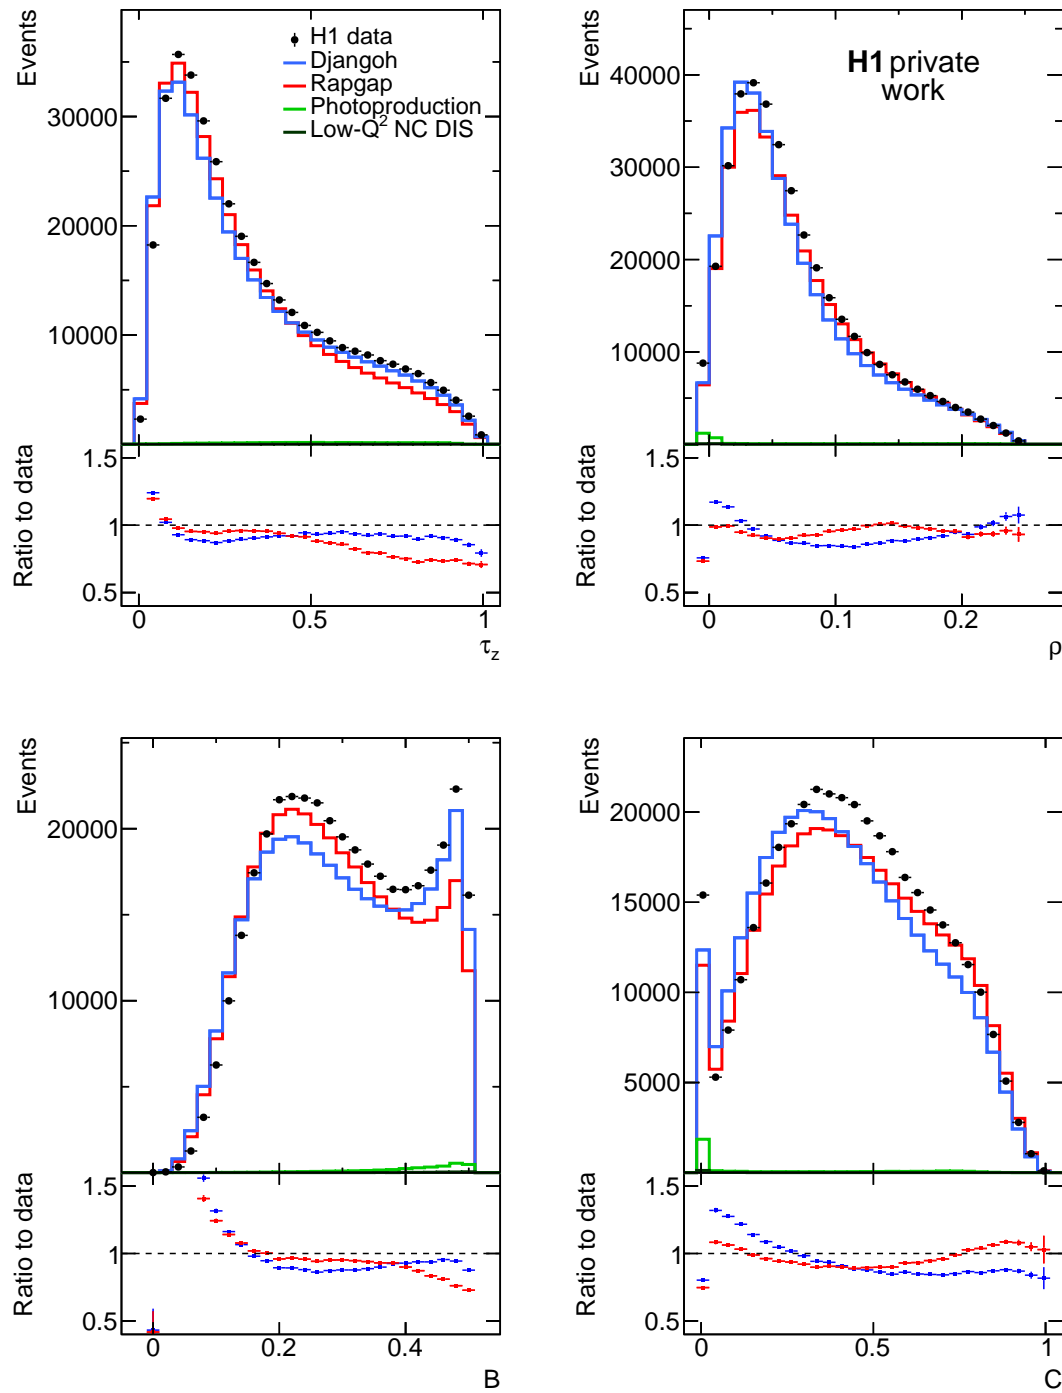 Events
30000
20000
10000
H1 data
Djangoh
Rapgap
Photoproduction
Low-Q² NC DIS
Ratio to data
1.5
1
0.5
0 0.5 1
τz
Events
40000
30000
20000
10000
H1 private
work
Ratio to data
1.5
1
0.5
0 0.1 0.2
ρ
Events
20000
10000
Ratio to data
1.5
1
0.5
0 0.2 0.4
B
Events
20000
15000
10000
5000
Ratio to data
1.5
1
0.5
0 0.5 1
C